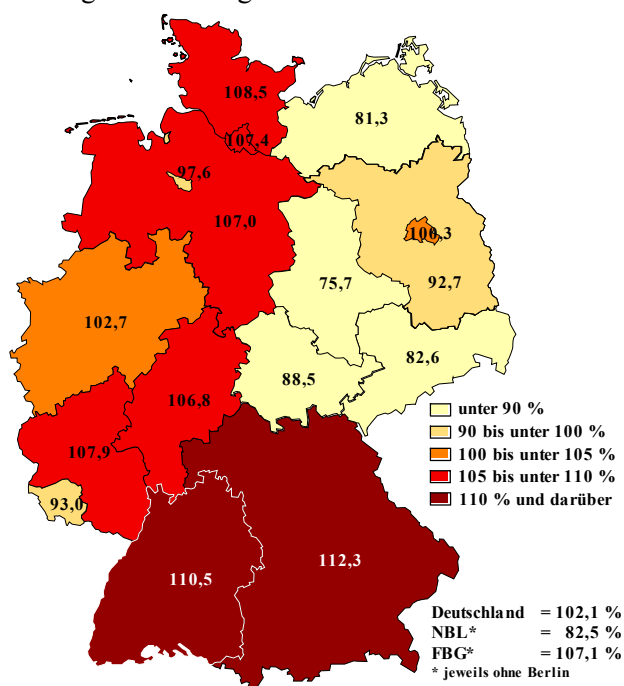 108,5
107,4
81,3
97,6
107,0
100,3
92,7
75,7
102,7
82,6
88,5
106,8
107,9
93,0
112,3
110,5
unter 90 %
90 bis unter 100 %
100 bis unter 105 %
105 bis unter 110 %
110 % und darüber
Deutschland = 102,1 %
NBL* = 82,5 %
FBG* = 107,1 %
* jeweils ohne Berlin